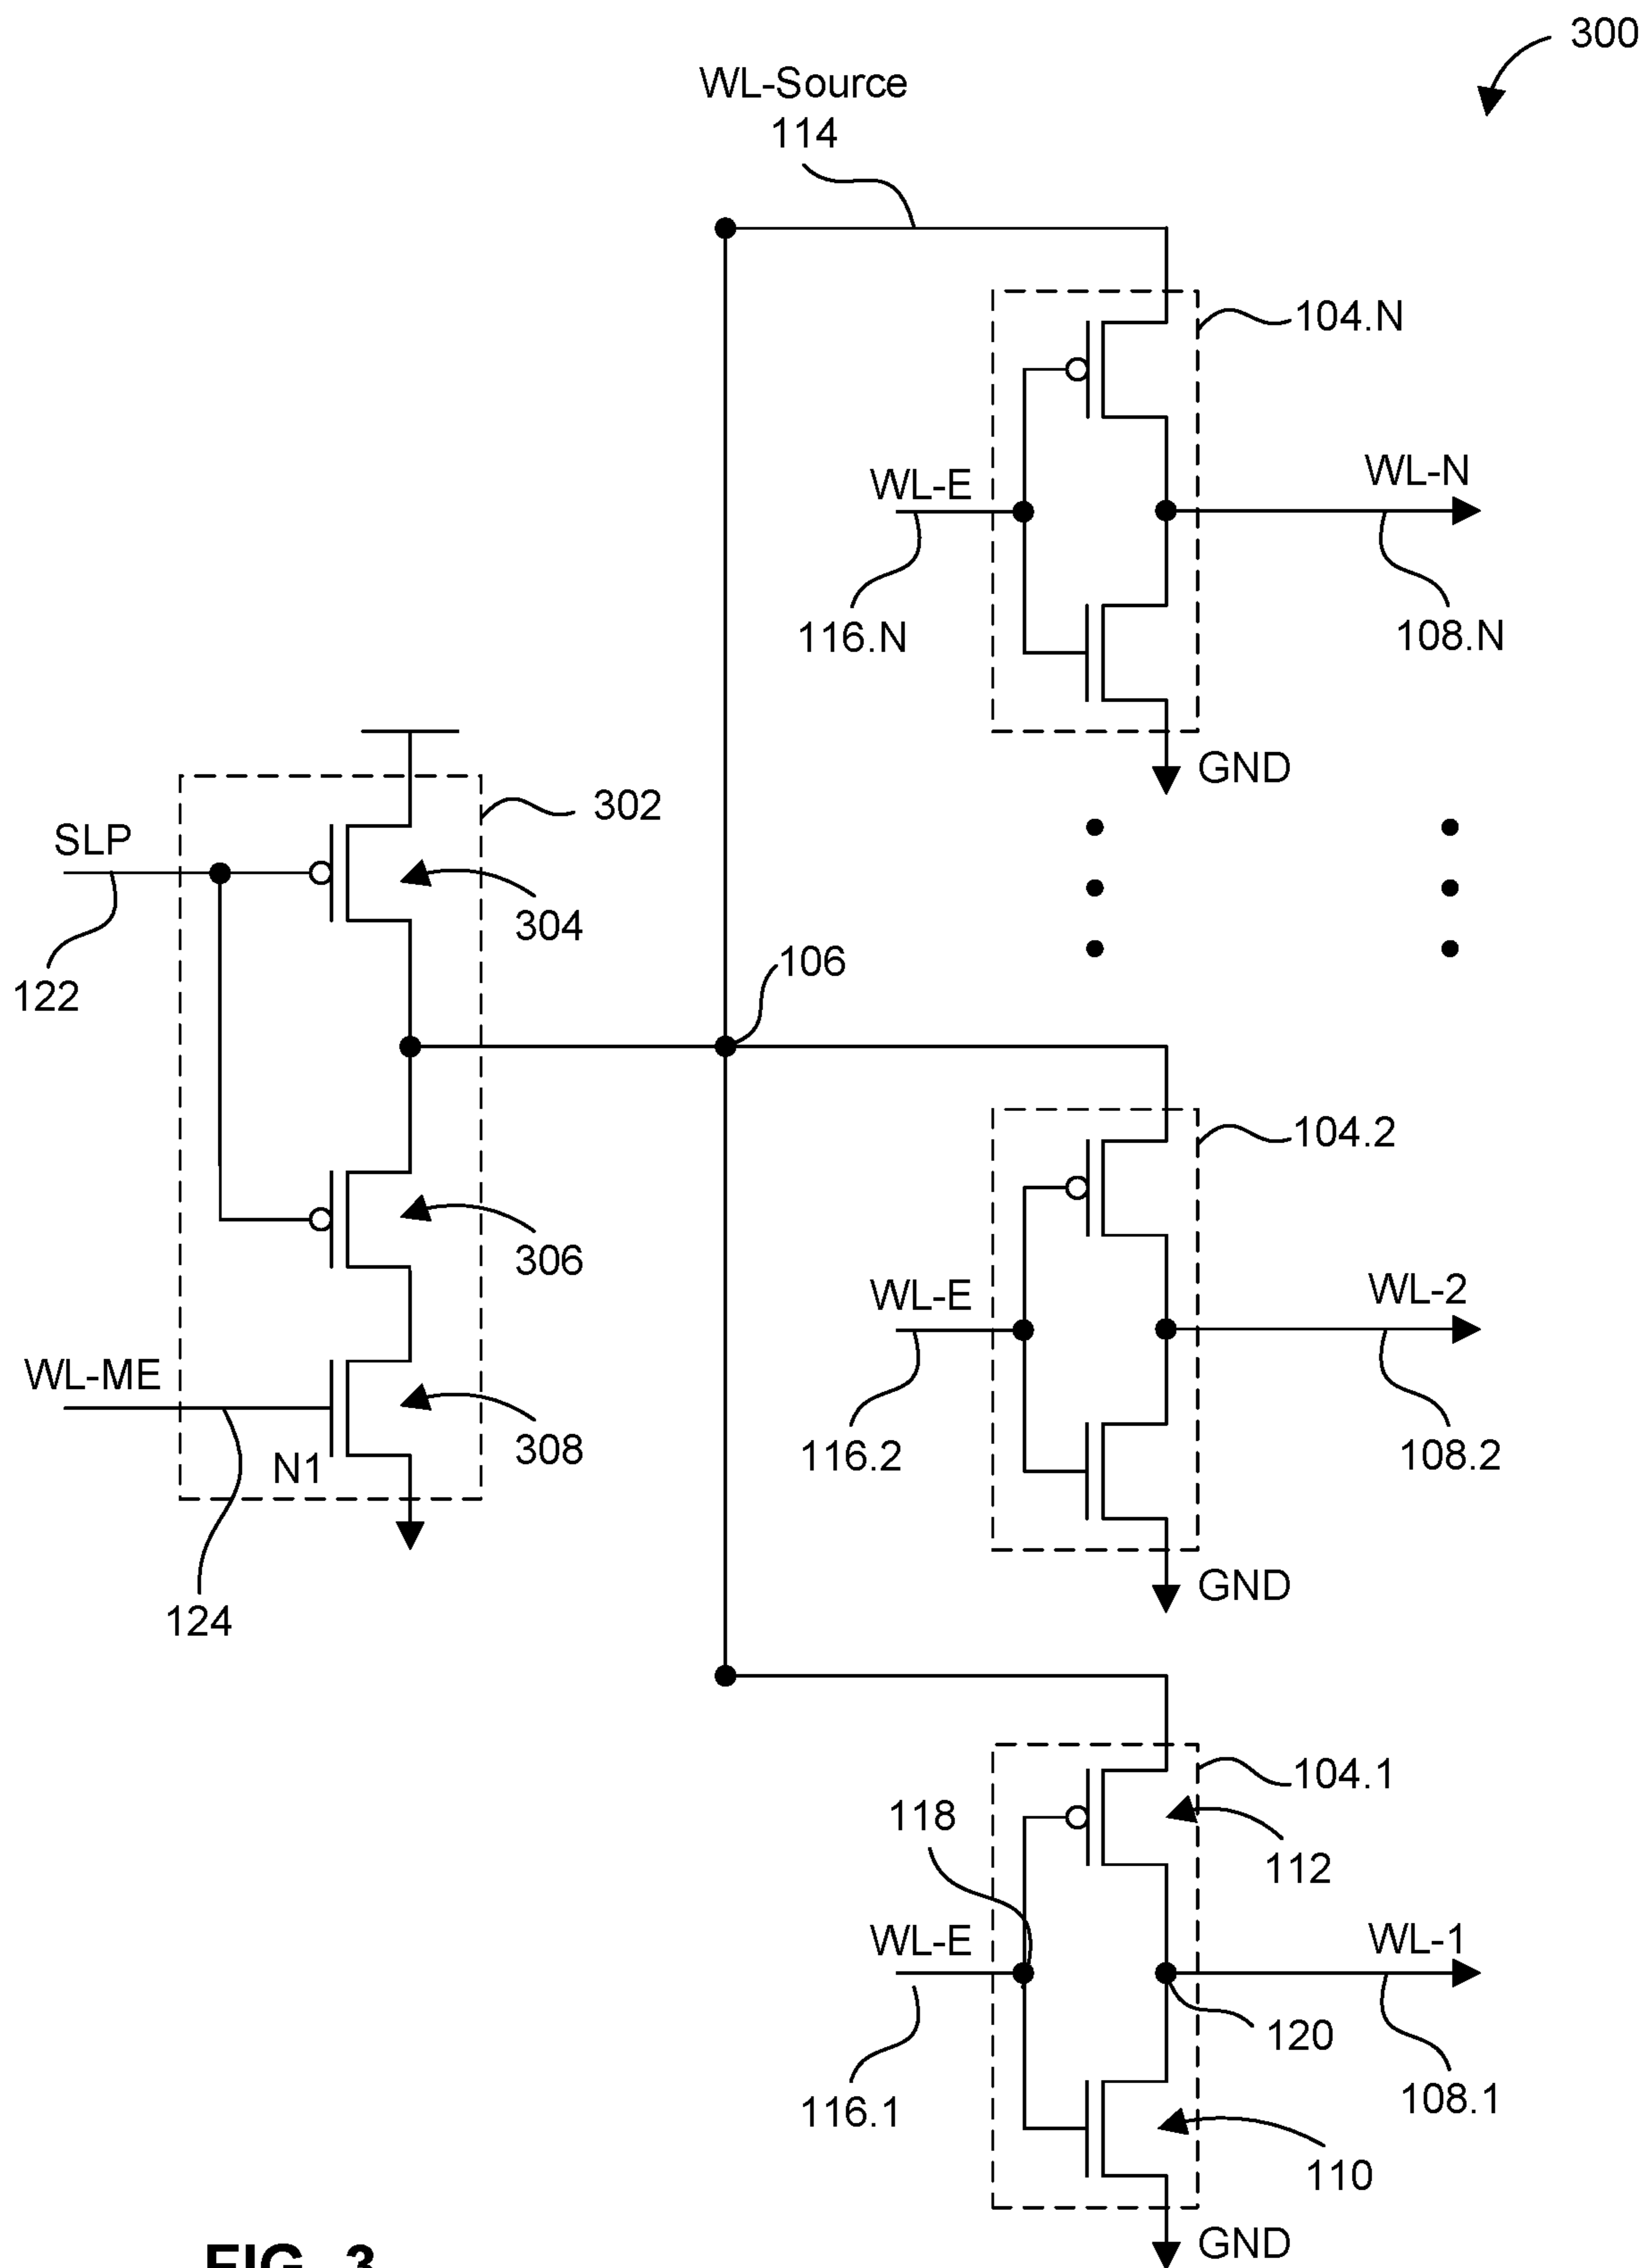 300
WL-Source
114
104.N
WL-E
WL-N
116.N
108.N
GND
302
SLP
304
122
106
104.2
306
WL-E
WL-2
WL-ME
308
N1
116.2
108.2
GND
124
104.1
118
112
WL-E
WL-1
120
116.1
108.1
110
GND
FIG. 3